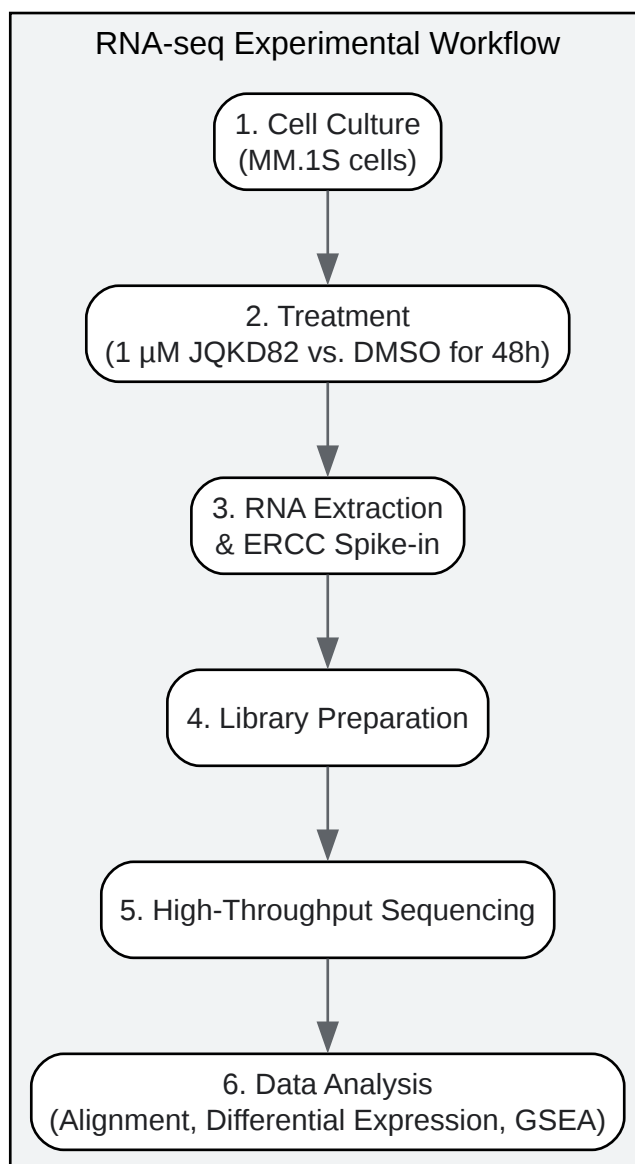 RNA-seq Experimental Workflow
1. Cell Culture
(MM.1S cells)
2. Treatment
(1 µM JQKD82 vs. DMSO for 48h)
3. RNA Extraction
& ERCC Spike-in
4. Library Preparation
5. High-Throughput Sequencing
6. Data Analysis
(Alignment, Differential Expression, GSEA)